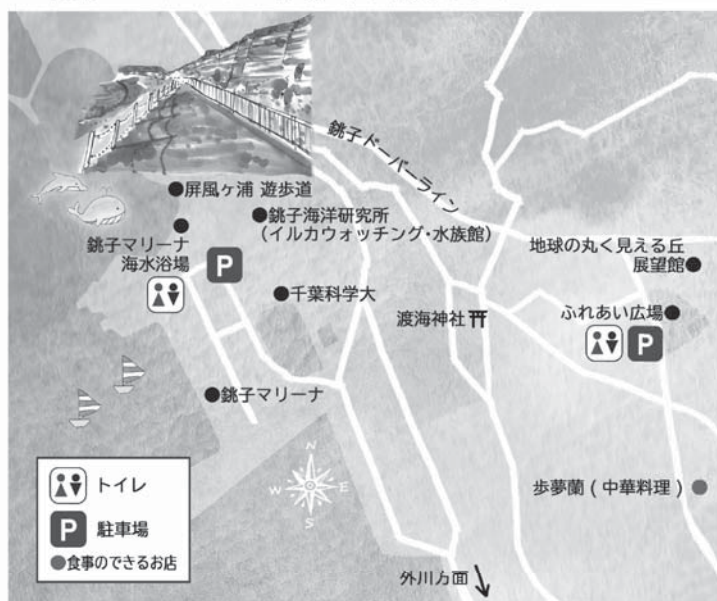 銚子ドーバーライン
屏風ヶ浦 遊歩道
銚子海洋研究所
(イルカウォッチング・水族館)
銚子マリーナ
海水浴場
P
地球の丸く見える丘
展望館
千葉科学大
渡海神社
ふれあい広場
P
銚子マリーナ
N
W E
S
トイレ
P 駐車場
食事のできるお店
歩夢蘭 ( 中華料理 )
外川方面